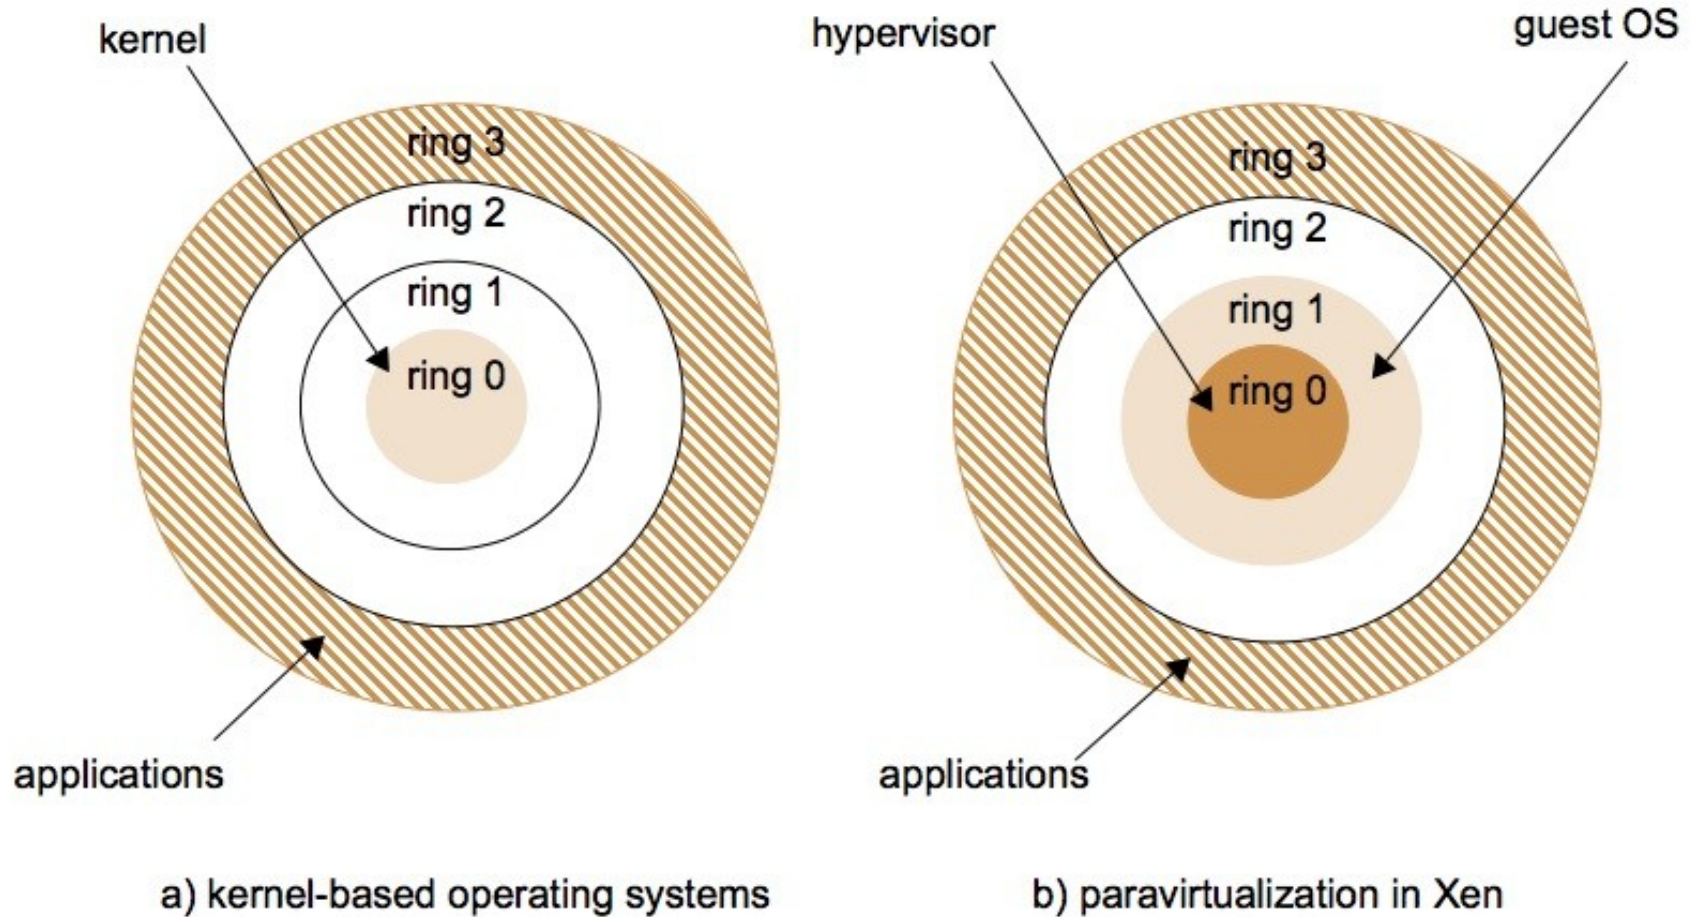 kernel
ring 3
ring 2
ring 1
ring 0
applications
a) kernel-based operating systems
hypervisor
guest OS
ring 3
ring 2
ring 1
ring 0
applications
b) paravirtualization in Xen